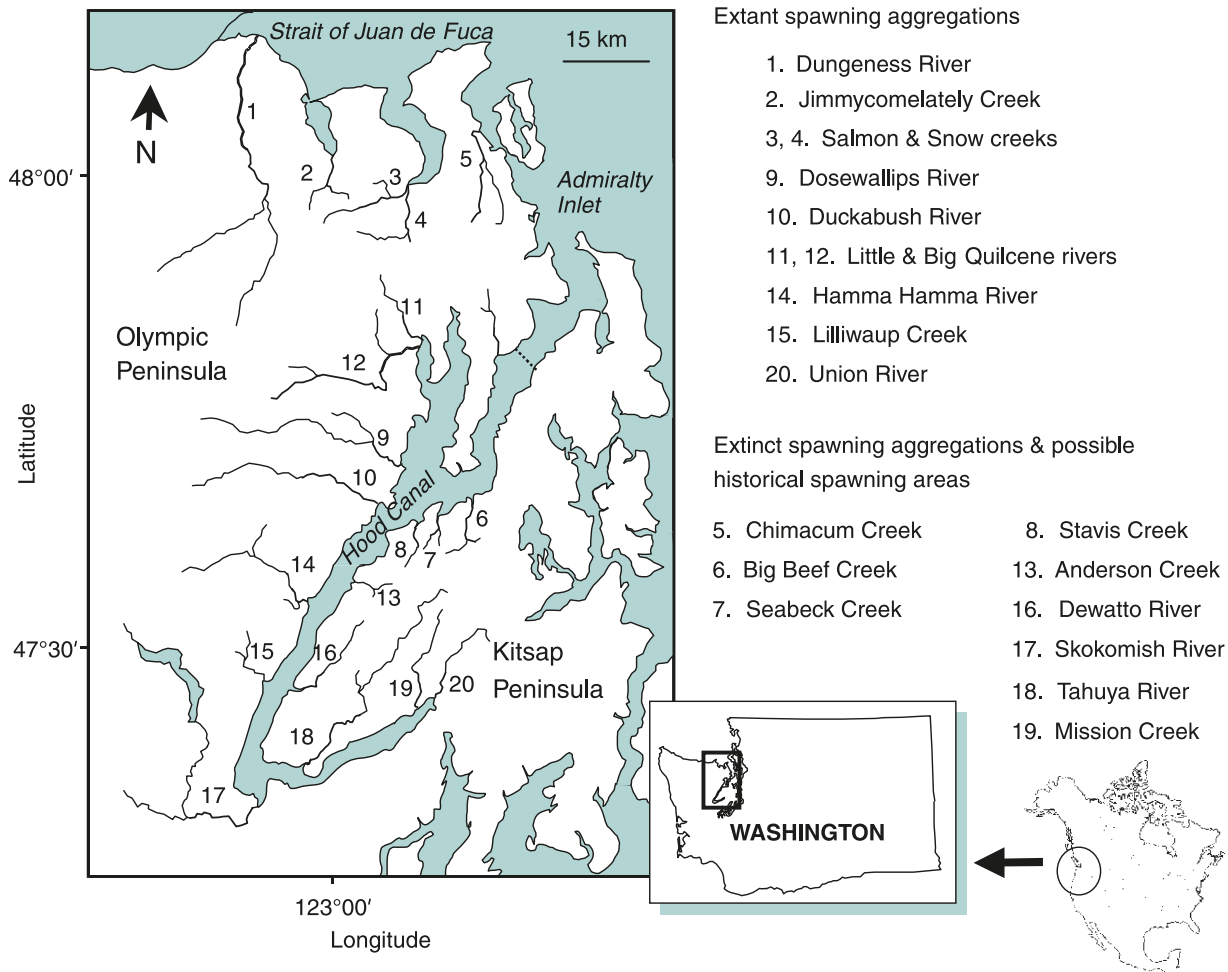 Strait of Juan de Fuca
15 km
N
1
2
3
4
5
Admiralty
Inlet
48°00′
Olympic
Peninsula
11
12
9
10
Hood Canal
6
7
8
14
13
15
16
47°30′
Kitsap
Peninsula
19
20
18
17
Latitude
123°00′
Longitude
Extant spawning aggregations
1. Dungeness River
2. Jimmycomelately Creek
3, 4. Salmon & Snow creeks
9. Dosewallips River
10. Duckabush River
11, 12. Little & Big Quilcene rivers
14. Hamma Hamma River
15. Lilliwaup Creek
20. Union River
Extinct spawning aggregations & possible
historical spawning areas
5. Chimacum Creek
6. Big Beef Creek
7. Seabeck Creek
8. Stavis Creek
13. Anderson Creek
16. Dewatto River
17. Skokomish River
18. Tahuya River
19. Mission Creek
WASHINGTON